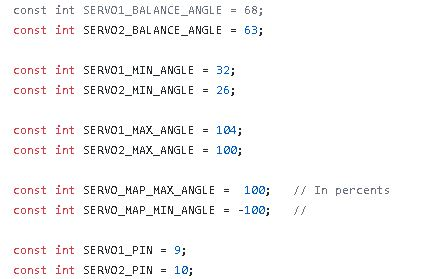 const int SERVO1_BALANCE_ANGLE = 68;
const int SERVO2_BALANCE_ANGLE = 63;
const int SERVO1_MIN_ANGLE = 32;
const int SERVO2_MIN_ANGLE = 26;
const int SERVO1_MAX_ANGLE = 104;
const int SERVO2_MAX_ANGLE = 100;
const int SERVO_MAP_MAX_ANGLE =  100;   // In percents
const int SERVO_MAP_MIN_ANGLE = -100;   //
const int SERVO1_PIN = 9;
const int SERVO2_PIN = 10;